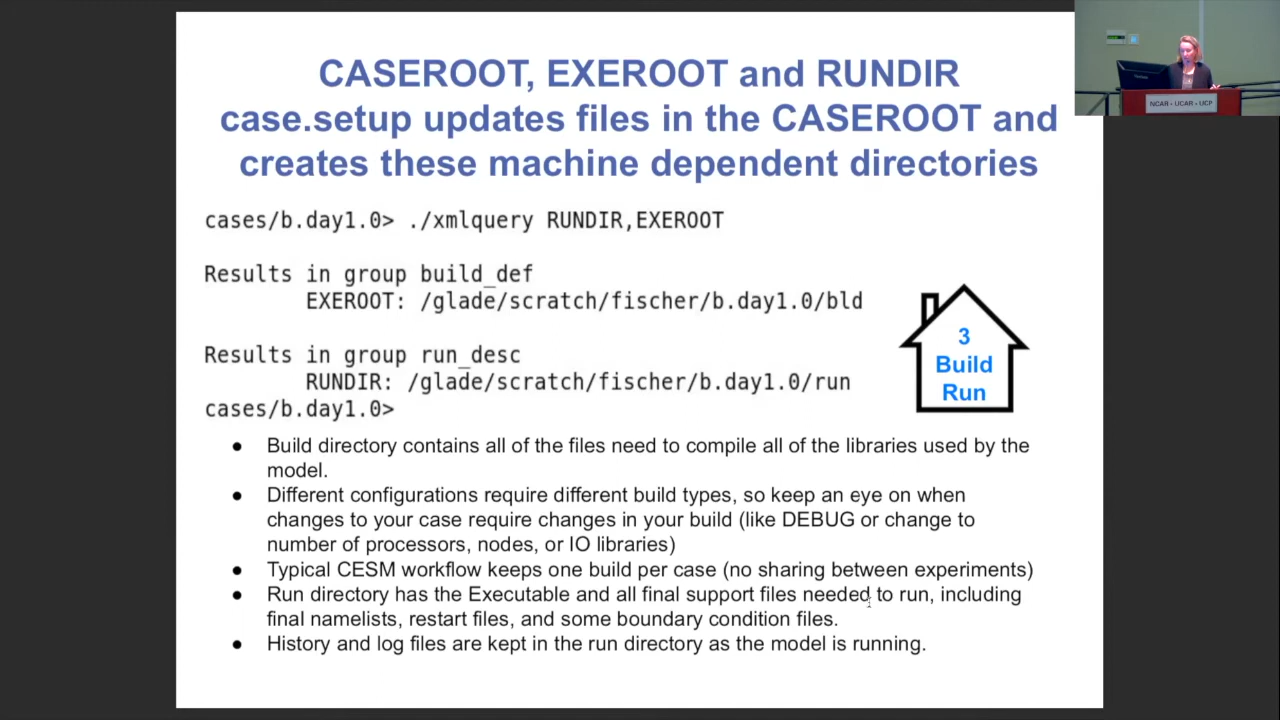 CASEROOT, EXEROOT and RUNDIR
case.setup updates files in the CASEROOT and
creates these machine dependent directories
cases/b.day1.0> ./xmlquery RUNDIR,EXEROOT
Results in group build_def
EXEROOT: /glade/scratch/fischer/b.day1.0/bld
Results in group run_desc
RUNDIR: /glade/scratch/fischer/b.day1.0/run
cases/b.day1.0>
3
Build
Run
● Build directory contains all of the files need to compile all of the libraries used by the
model.
● Different configurations require different build types, so keep an eye on when
changes to your case require changes in your build (like DEBUG or change to
number of processors, nodes, or IO libraries)
● Typical CESM workflow keeps one build per case (no sharing between experiments)
● Run directory has the Executable and all final support files needed to run, including
final namelists, restart files, and some boundary condition files.
● History and log files are kept in the run directory as the model is running.
NCAR • UCAR • UCP